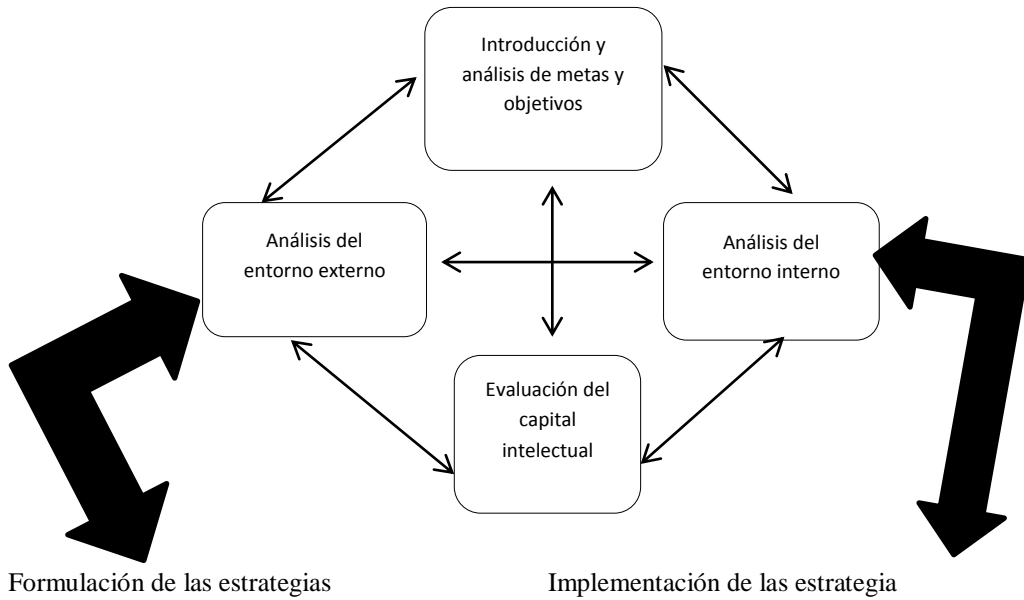 Introducción y
análisis de metas y
objetivos
Análisis del
entorno externo
Análisis del
entorno interno
Evaluación del
capital
intelectual
Formulación de las estrategias
Implementación de las estrategia